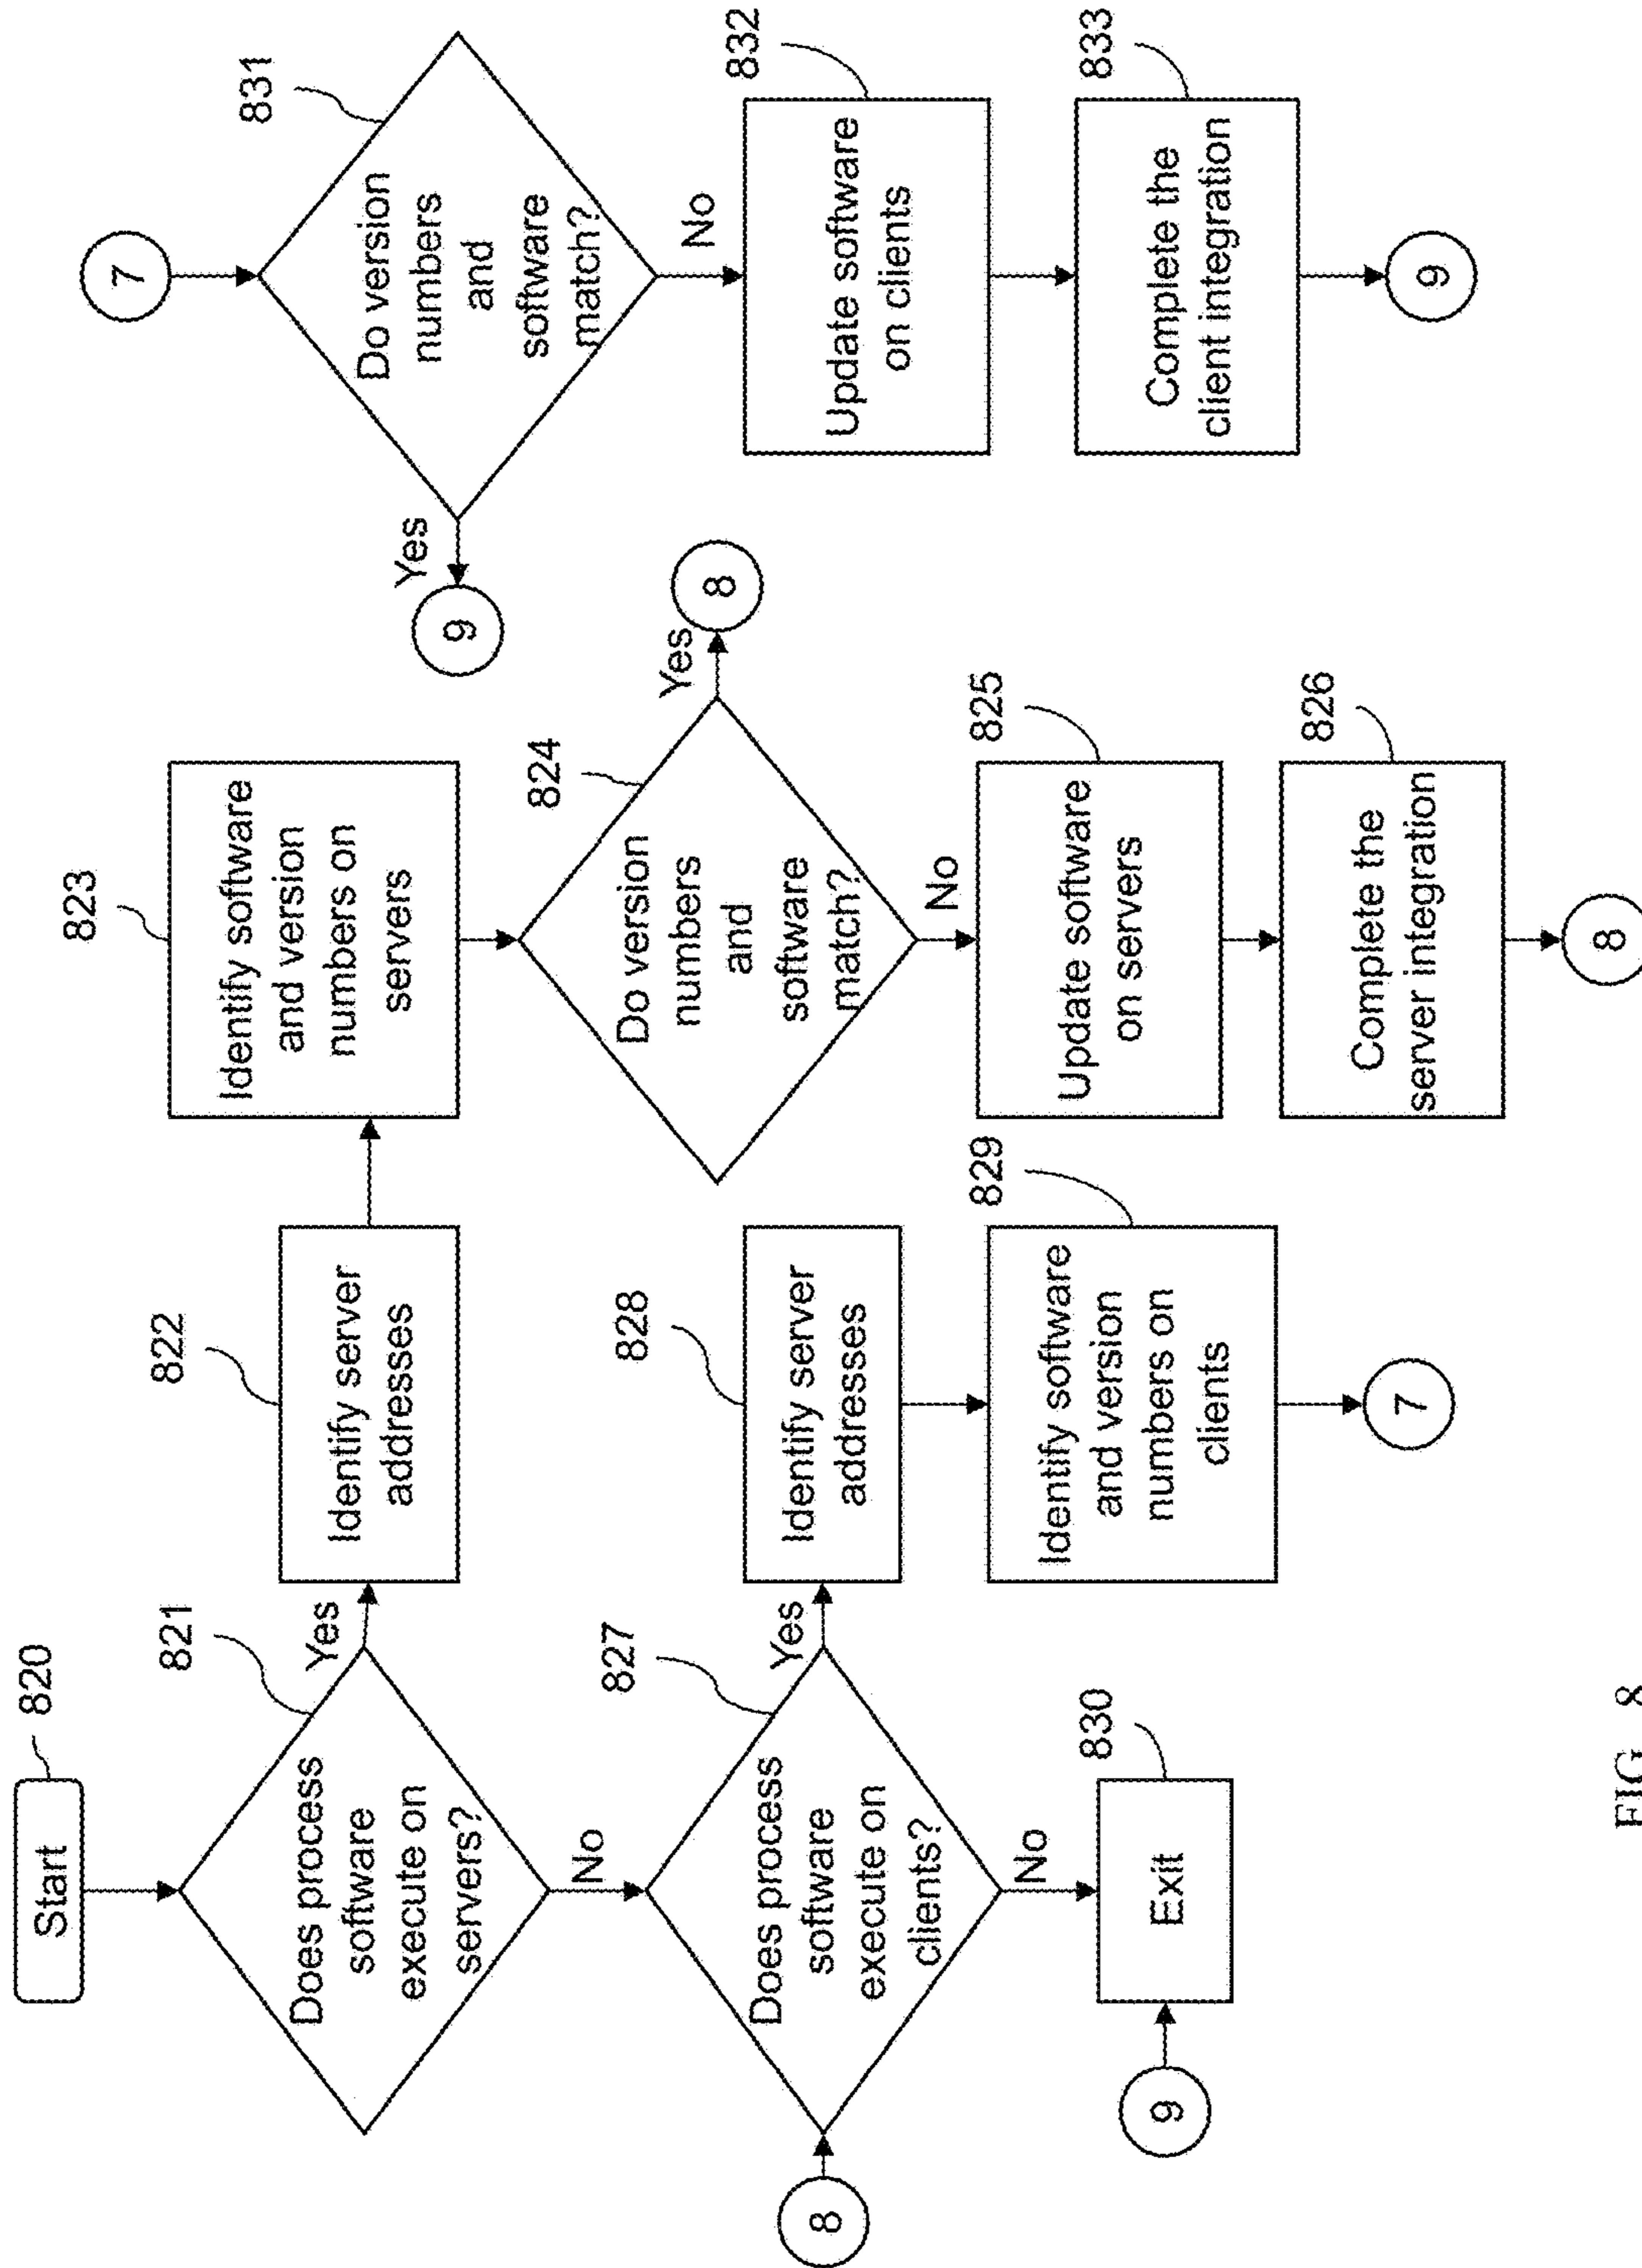 820
Start
821
Does process
software
execute on
servers?
Yes
No
822
Identify server
addresses
823
Identify software
and version
numbers on
servers
824
Do version
numbers
and
software
match?
Yes
8
No
825
Update software
on servers
826
Complete the
server integration
8
8
827
Does process
software
execute on
clients?
Yes
No
828
Identify server
addresses
829
Identify software
and version
numbers on
clients
7
830
Exit
9
7
831
Do version
numbers
and
software
match?
Yes
9
No
832
Update software
on clients
833
Complete the
client integration
9
FIG. 8